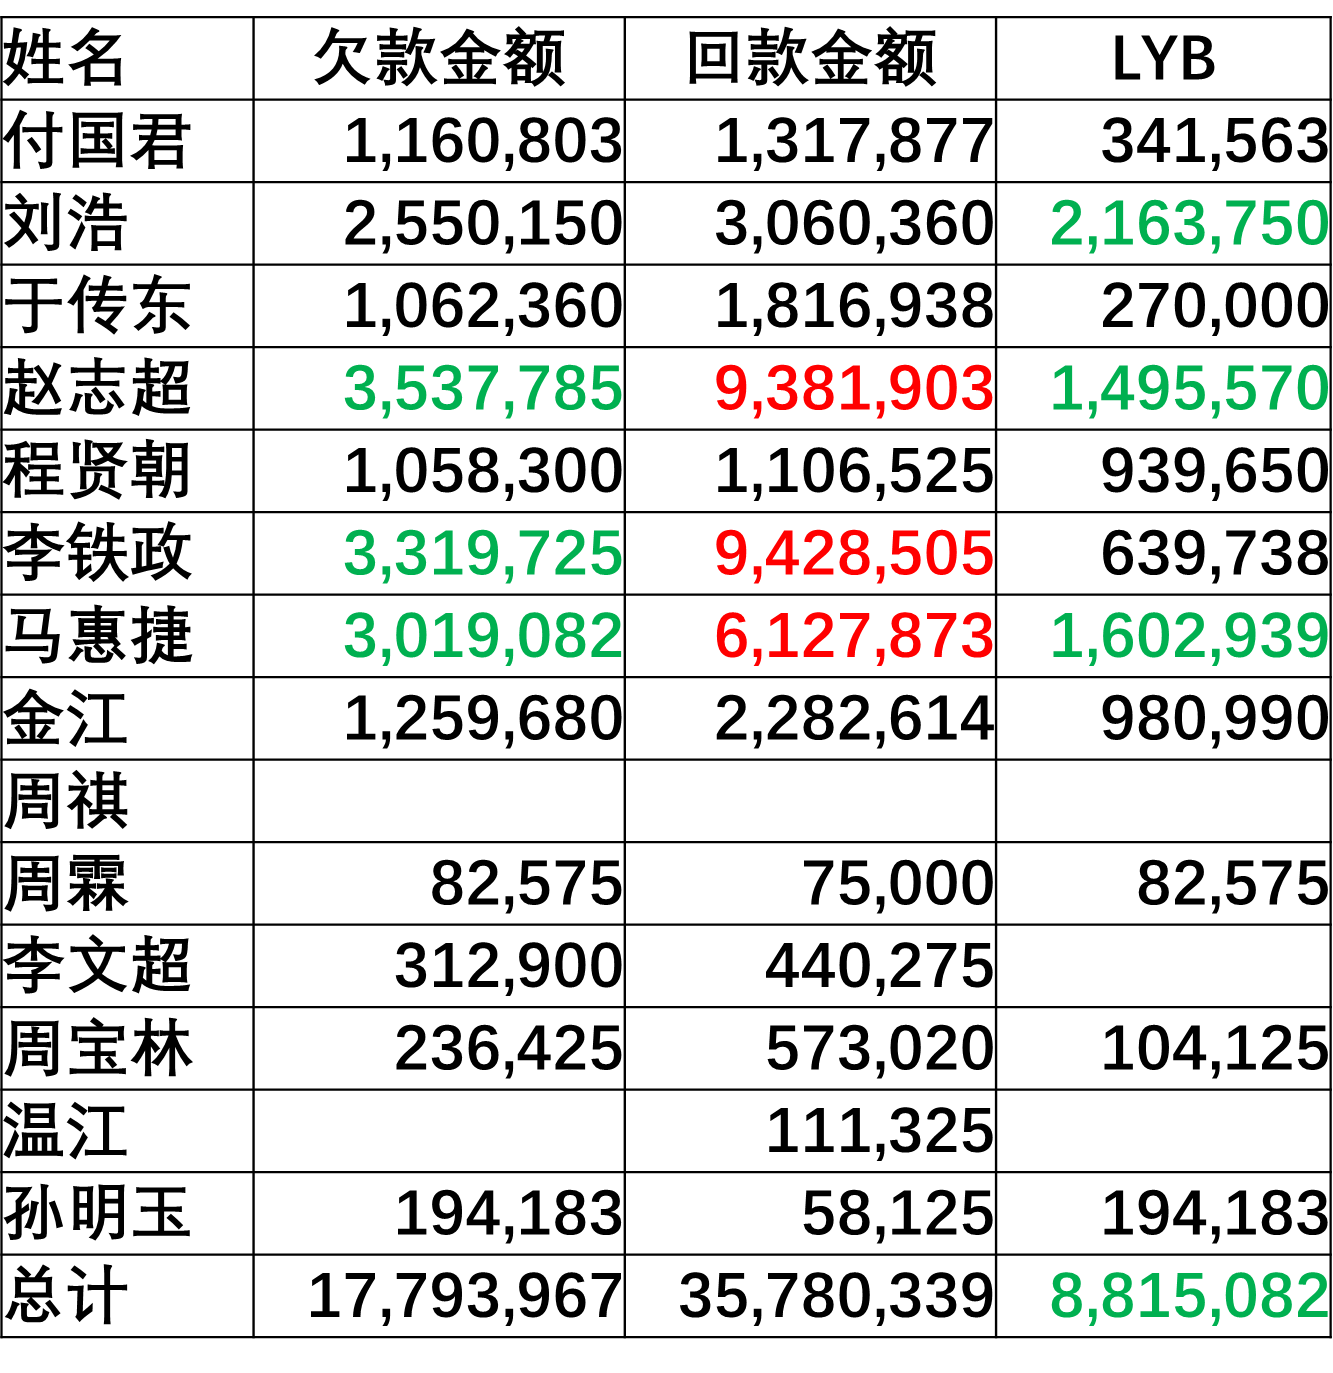 姓名 欠款金额 回款金额 LYB
付国君 1,160,803 1,317,877 341,563
刘浩 2,550,150 3,060,360 2,163,750
于传东 1,062,360 1,816,938 270,000
赵志超 3,537,785 9,381,903 1,495,570
程贤朝 1,058,300 1,106,525 939,650
李铁政 3,319,725 9,428,505 639,738
马惠捷 3,019,082 6,127,873 1,602,939
金江 1,259,680 2,282,614 980,990
周祺
周霖 82,575 75,000 82,575
李文超 312,900 440,275
周宝林 236,425 573,020 104,125
温江 111,325
孙明玉 194,183 58,125 194,183
总计 17,793,967 35,780,339 8,815,082